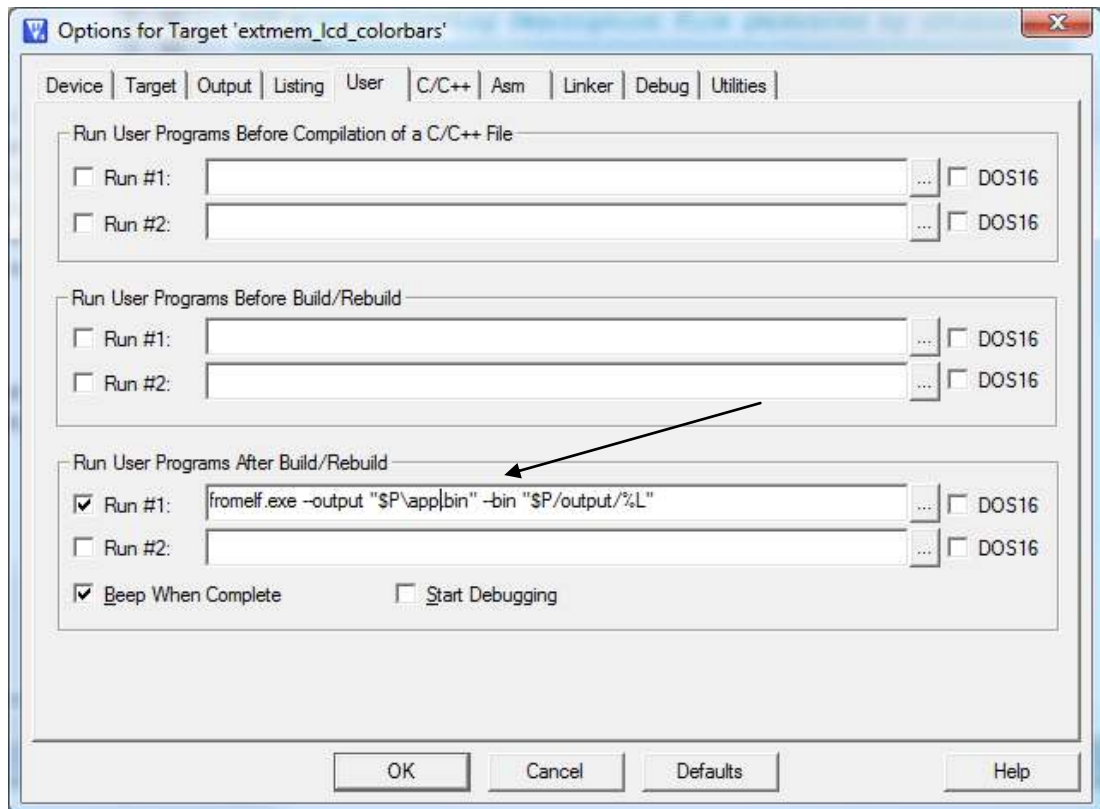 Options for Target 'extmem_lcd_colorbars'
Device Target Output Listing User C/C++ Asm Linker Debug Utilities
Run User Programs Before Compilation of a C/C++ File
Run #1: ... DOS16
Run #2: ... DOS16
Run User Programs Before Build/Rebuild
Run #1: ... DOS16
Run #2: ... DOS16
Run User Programs After Build/Rebuild
Run #1: fromelf.exe --output "$P\app.bin" --bin "$P/output/%L" ... DOS16
Run #2: ... DOS16
Beep When Complete Start Debugging
OK Cancel Defaults Help